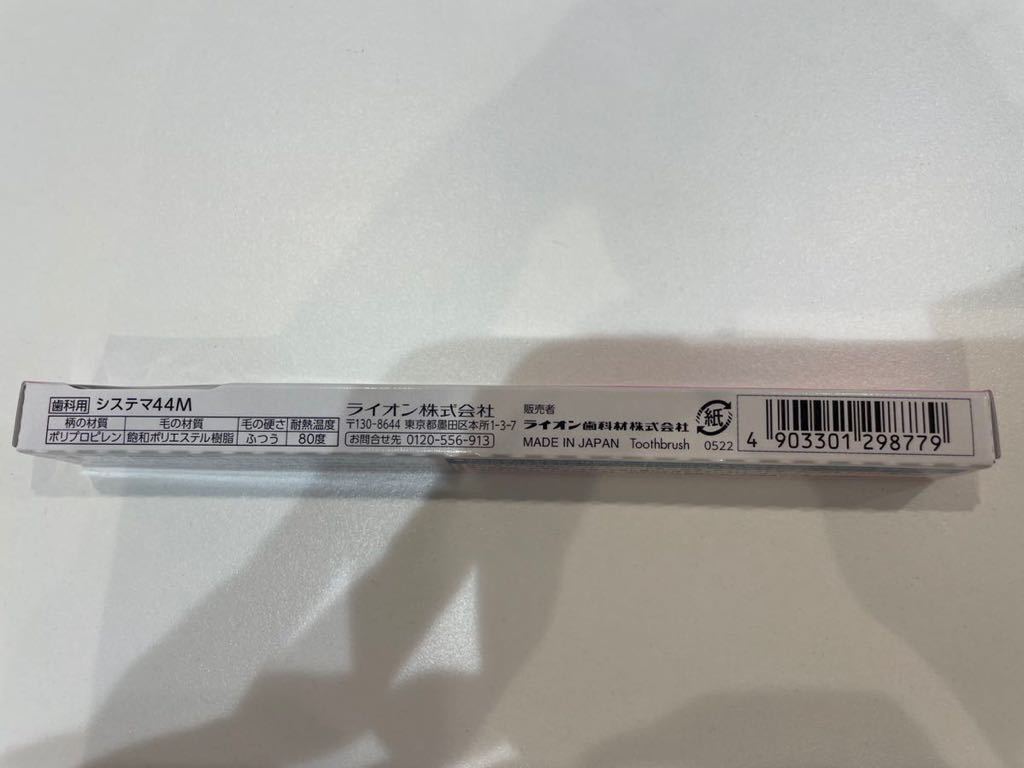 歯科用 システマ44M
柄の材質 毛の材質 毛の硬さ 耐熱温度
ポリプロピレン 飽和ポリエステル樹脂 ふつう 80度
ライオン株式会社
〒130-8644 東京都墨田区本所1-3-7
お問合せ先 0120-556-913
販売者
ライオン歯科材株式会社
MADE IN JAPAN Toothbrush 0522
紙
4 903301 298779